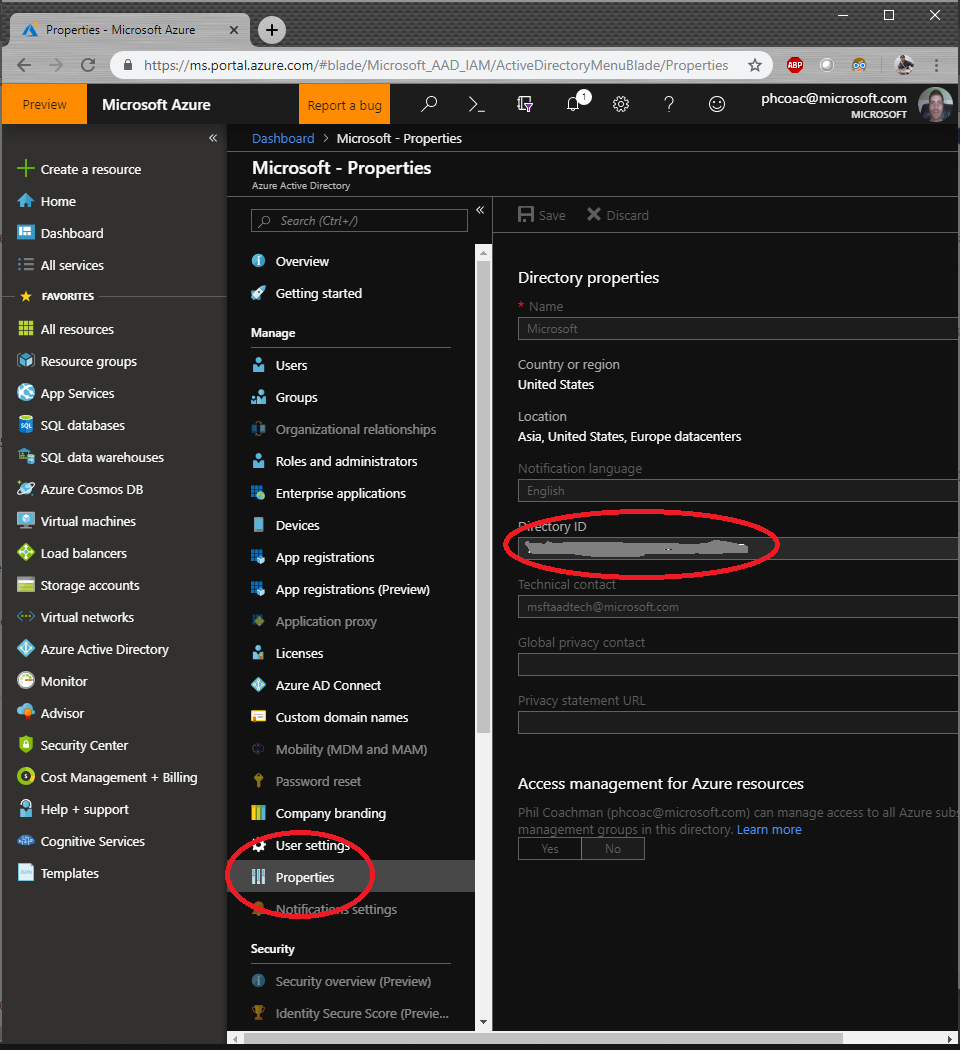 Properties - Microsoft Azure
https://ms.portal.azure.com/#blade/Microsoft_AAD_IAM/ActiveDirectoryMenuBlade/Properties
ABP
Preview
Microsoft Azure
Report a bug
1
phcoac@microsoft.com
MICROSOFT
Create a resource
Home
Dashboard
All services
FAVORITES
All resources
Resource groups
App Services
SQL databases
SQL data warehouses
Azure Cosmos DB
Virtual machines
Load balancers
Storage accounts
Virtual networks
Azure Active Directory
Monitor
Advisor
Security Center
Cost Management + Billing
Help + support
Cognitive Services
Templates
Dashboard > Microsoft - Properties
Microsoft - Properties
Azure Active Directory
Search (Ctrl+/)
Overview
Getting started
Manage
Users
Groups
Organizational relationships
Roles and administrators
Enterprise applications
Devices
App registrations
App registrations (Preview)
Application proxy
Licenses
Azure AD Connect
Custom domain names
Mobility (MDM and MAM)
Password reset
Company branding
User settings
Properties
Notifications settings
Security
Security overview (Preview)
Identity Secure Score (Previe...
Save Discard
Directory properties
* Name
Microsoft
Country or region
United States
Location
Asia, United States, Europe datacenters
Notification language
English
Directory ID
Technical contact
msftaadtech@microsoft.com
Global privacy contact
Privacy statement URL
Access management for Azure resources
Phil Coachman (phcoac@microsoft.com) can manage access to all Azure subs
management groups in this directory. Learn more
Yes No